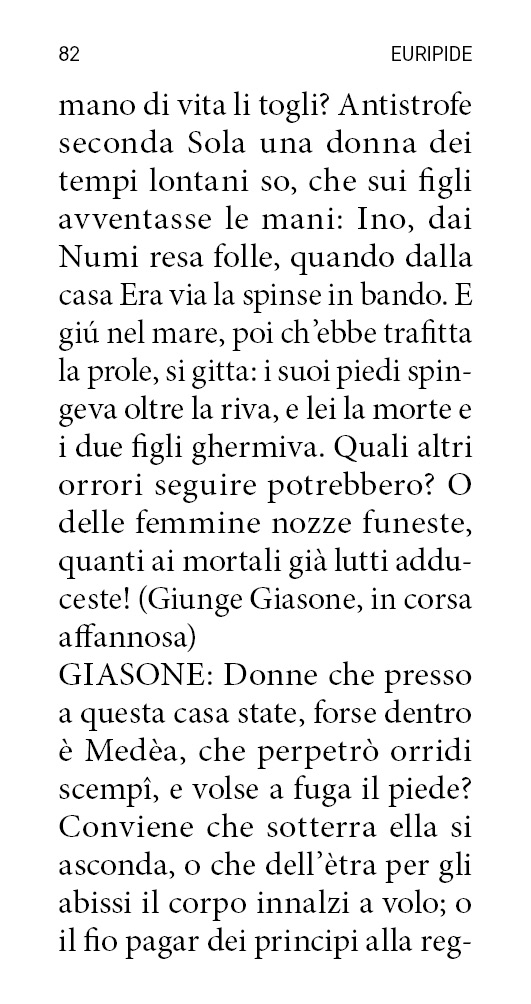 82 EURIPIDE
mano di vita li togli? Antistrofe
seconda Sola una donna dei
tempi lontani so, che sui figli
avventasse le mani: Ino, dai
Numi resa folle, quando dalla
casa Era via la spinse in bando. E
giú nel mare, poi ch’ebbe trafitta
la prole, si gitta: i suoi piedi spin-
geva oltre la riva, e lei la morte e
i due figli ghermiva. Quali altri
orrori seguire potrebbero? O
delle femmine nozze funeste,
quanti ai mortali già lutti addu-
ceste! (Giunge Giasone, in corsa
affannosa)
GIASONE: Donne che presso
a questa casa state, forse dentro
è Medèa, che perpetrò orridi
scempî, e volse a fuga il piede?
Conviene che sotterra ella si
asconda, o che dell’ètra per gli
abissi il corpo innalzi a volo; o
il fio pagar dei principi alla reg-